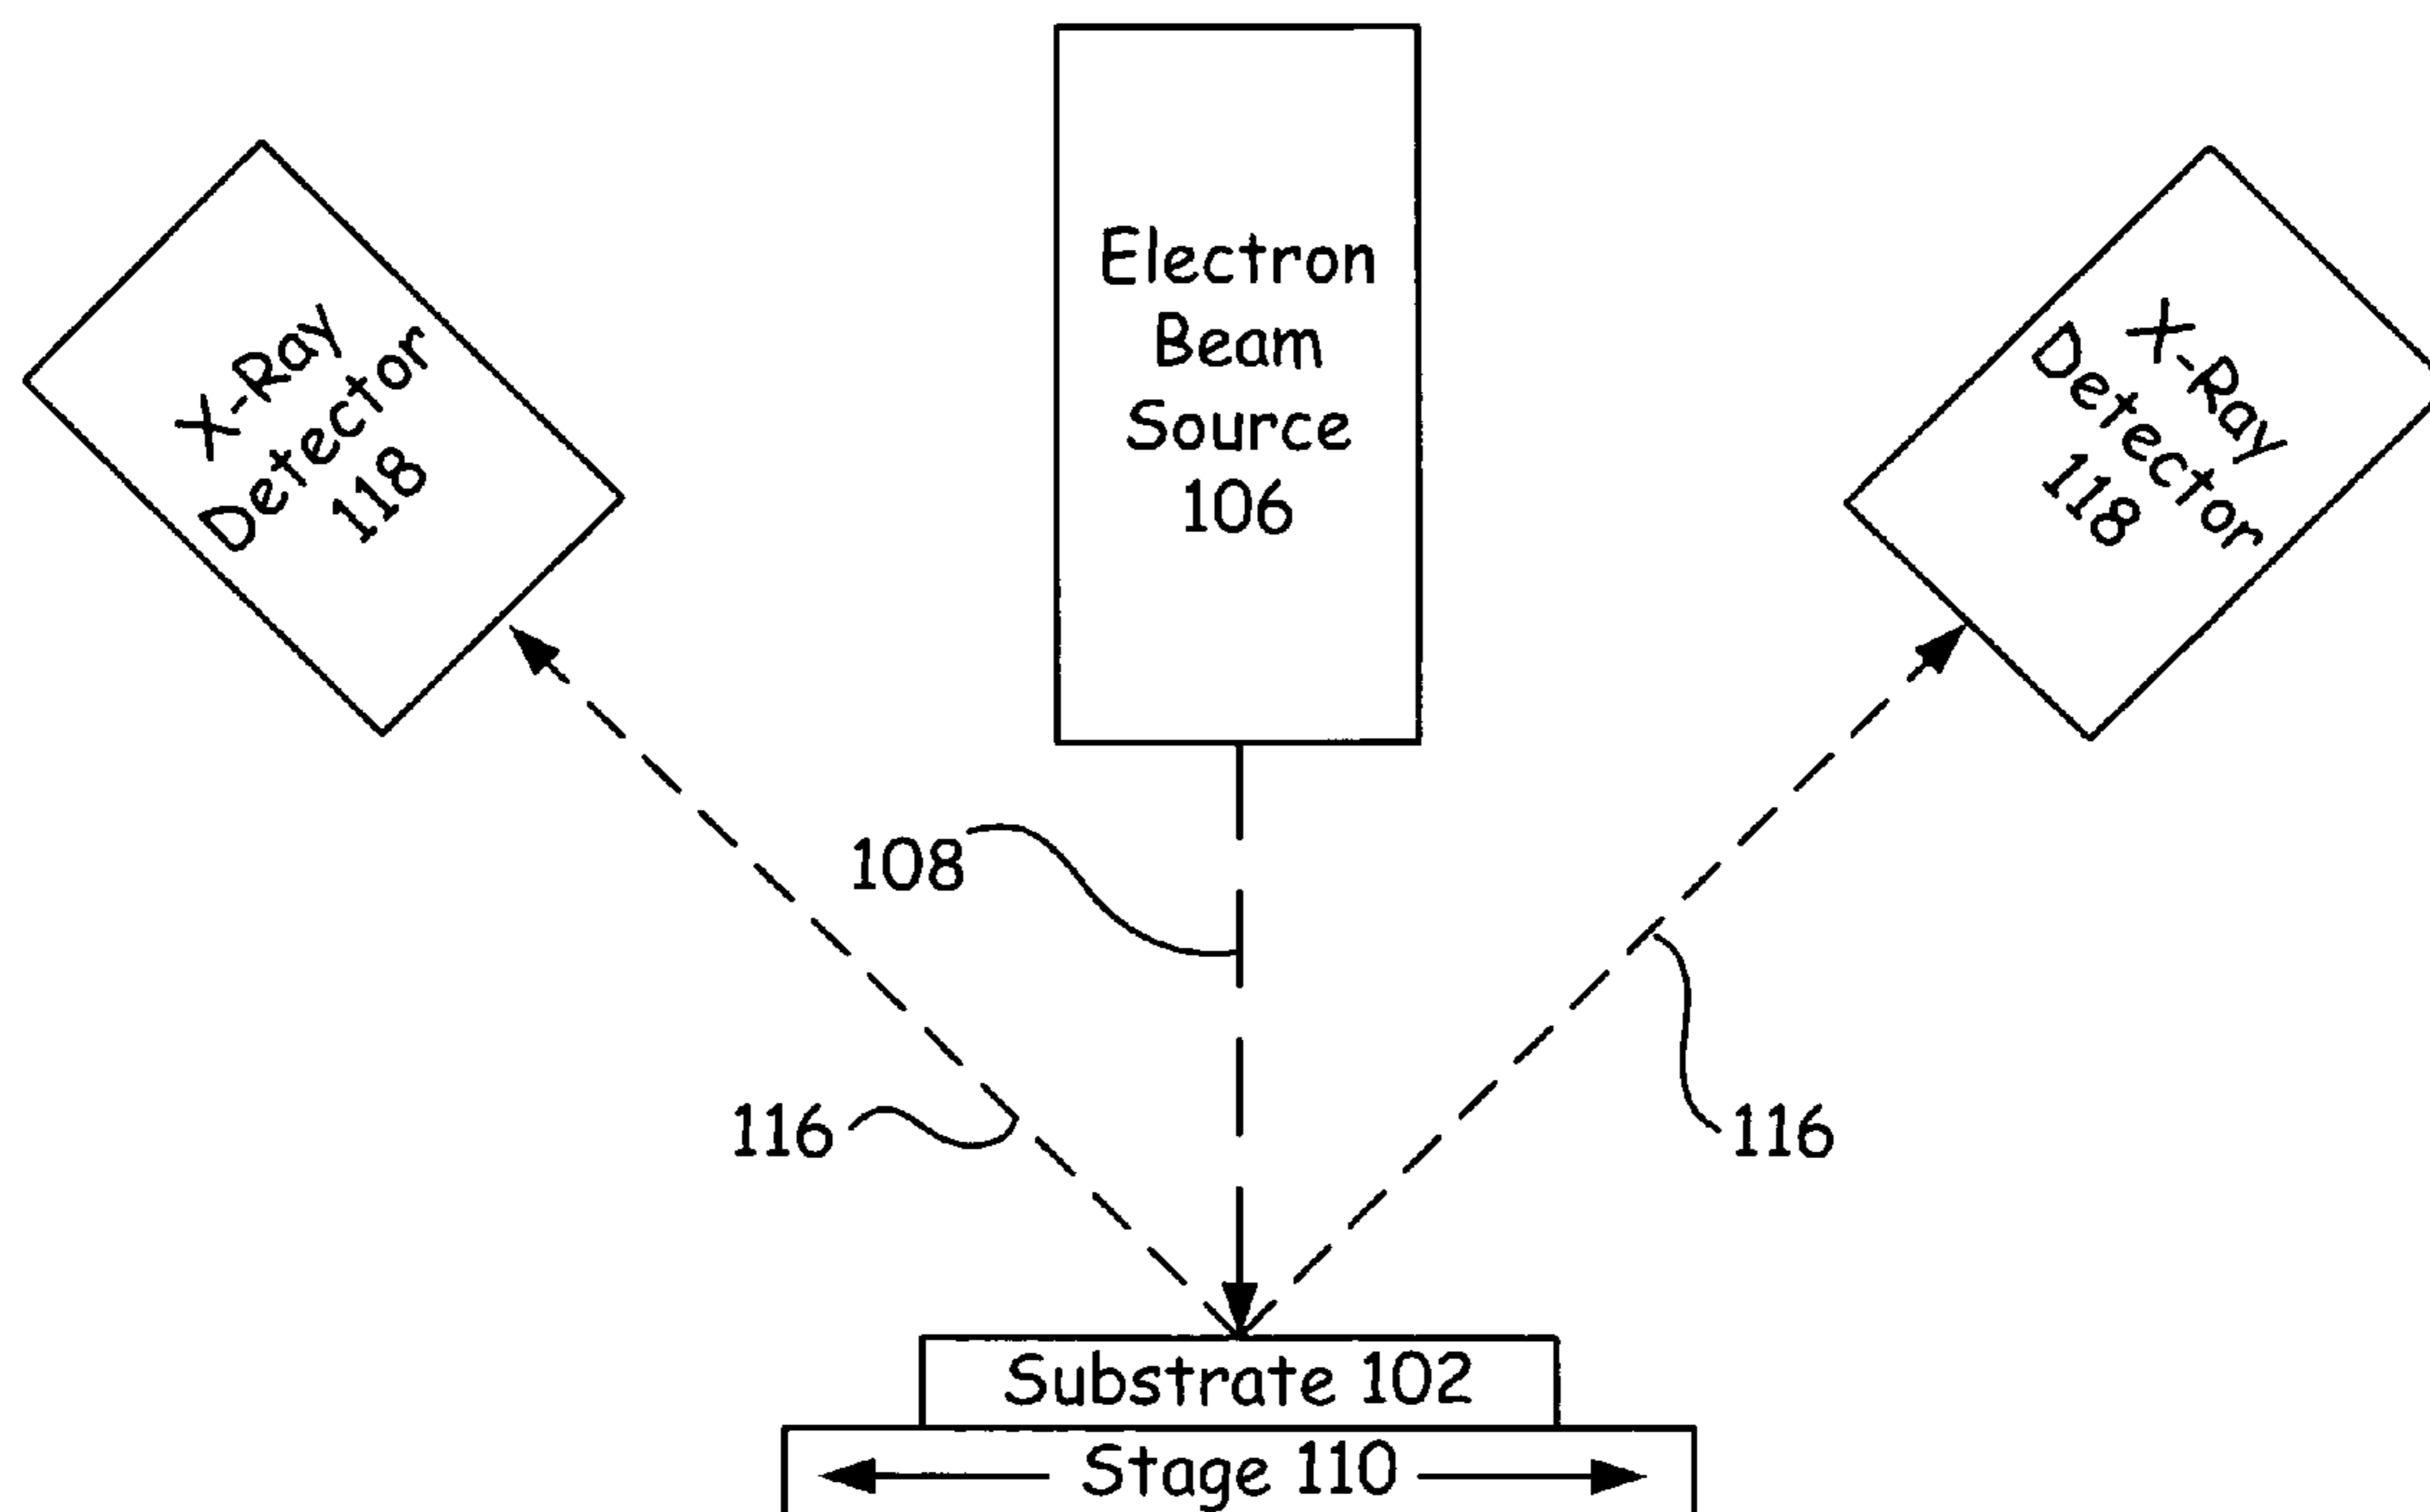 X-Ray
Detector
118
Electron
Beam
Source
106
X-Ray
Detector
118
108
116
116
Substrate 102
Stage 110